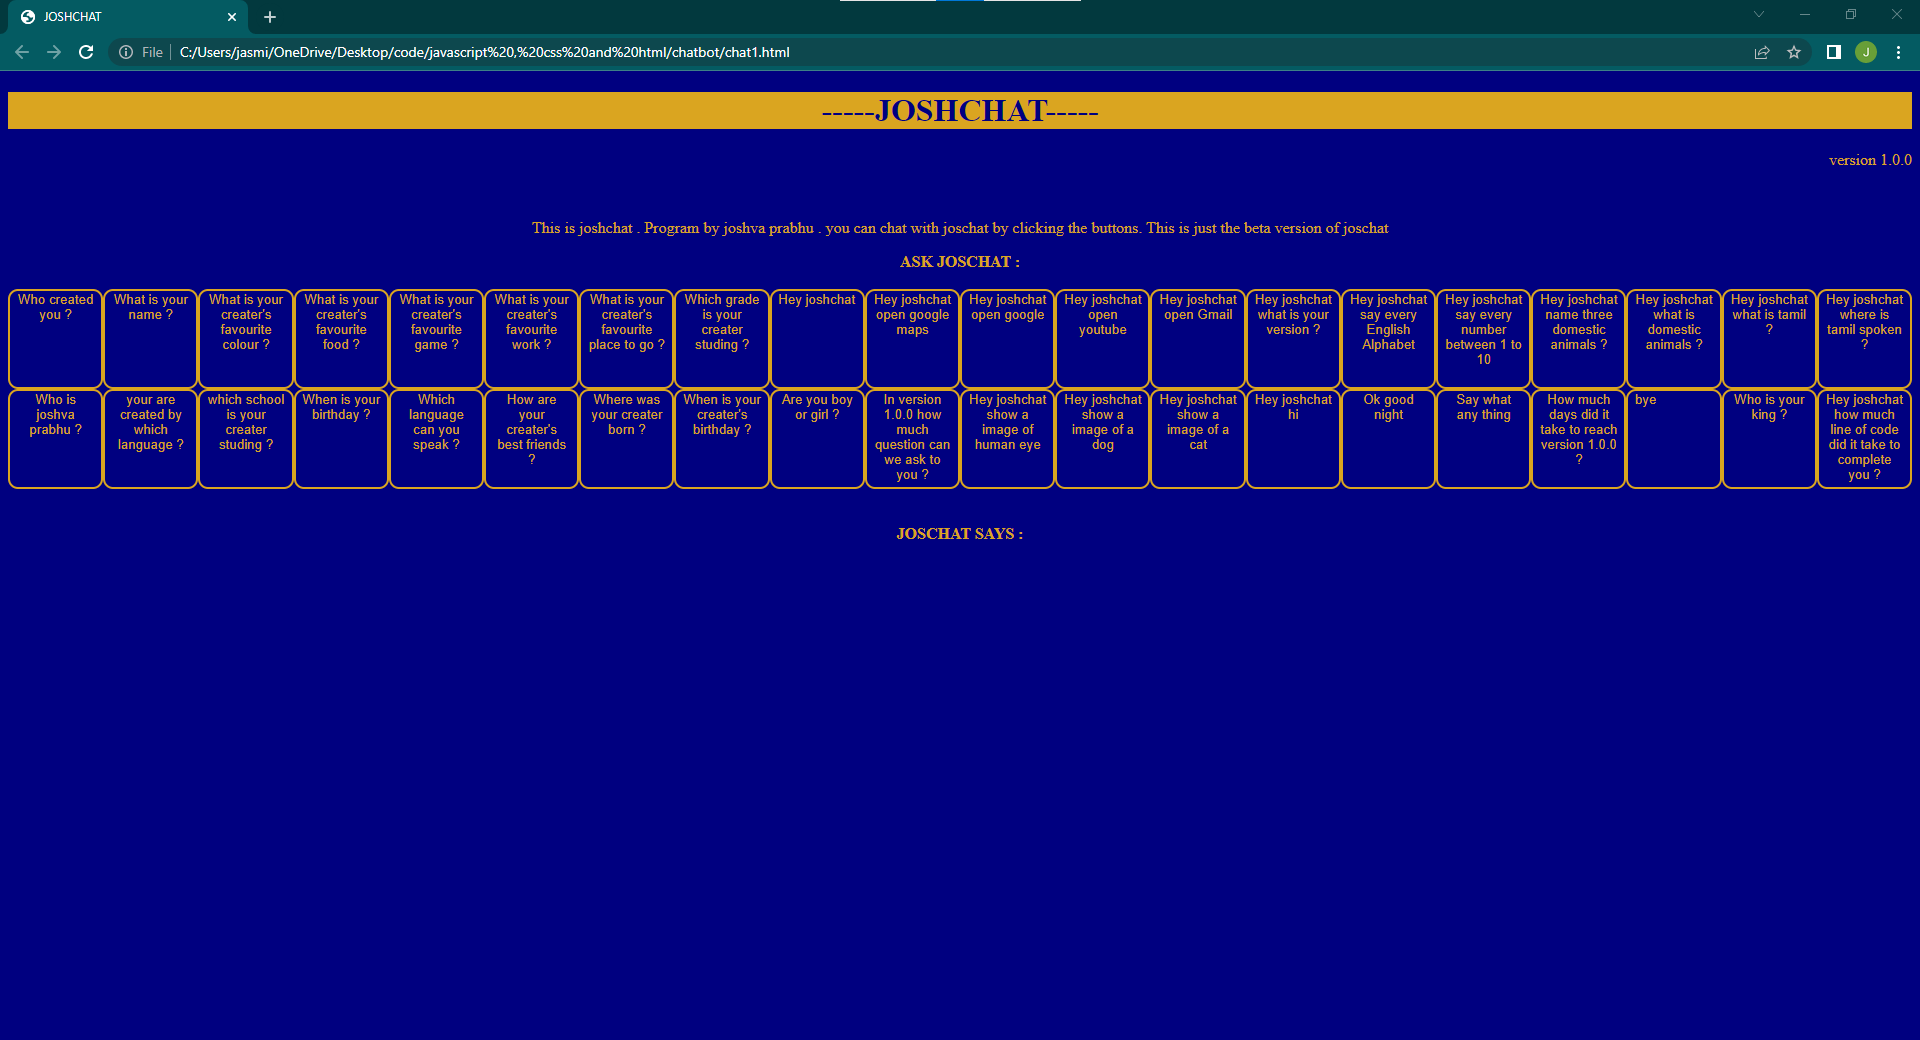 JOSHCHAT
File
C:/Users/jasmi/OneDrive/Desktop/code/javascript%20,%20css%20and%20html/chatbot/chat1.html
J
-----JOSHCHAT-----
version 1.0.0
This is joshchat . Program by joshva prabhu . you can chat with joschat by clicking the buttons. This is just the beta version of joschat
ASK JOSCHAT :
Who created
you ?
What is your
name ?
What is your
creater's
favourite
colour ?
What is your
creater's
favourite
food ?
What is your
creater's
favourite
game ?
What is your
creater's
favourite
work ?
What is your
creater's
favourite
place to go ?
Which grade
is your
creater
studing ?
Hey joshchat
Hey joshchat
open google
maps
Hey joshchat
open google
Hey joshchat
open
youtube
Hey joshchat
open Gmail
Hey joshchat
what is your
version ?
Hey joshchat
say every
English
Alphabet
Hey joshchat
say every
number
between 1 to
10
Hey joshchat
name three
domestic
animals ?
Hey joshchat
what is
domestic
animals ?
Hey joshchat
what is tamil
?
Hey joshchat
where is
tamil spoken
?
Who is
joshva
prabhu ?
your are
created by
which
language ?
which school
is your
creater
studing ?
When is your
birthday ?
Which
language
can you
speak ?
How are
your
creater's
best friends
?
Where was
your creater
born ?
When is your
creater's
birthday ?
Are you boy
or girl ?
In version
1.0.0 how
much
question can
we ask to
you ?
Hey joshchat
show a
image of
human eye
Hey joshchat
show a
image of a
dog
Hey joshchat
show a
image of a
cat
Hey joshchat
hi
Ok good
night
Say what
any thing
How much
days did it
take to reach
version 1.0.0
?
bye
Who is your
king ?
Hey joshchat
how much
line of code
did it take to
complete
you ?
JOSCHAT SAYS :